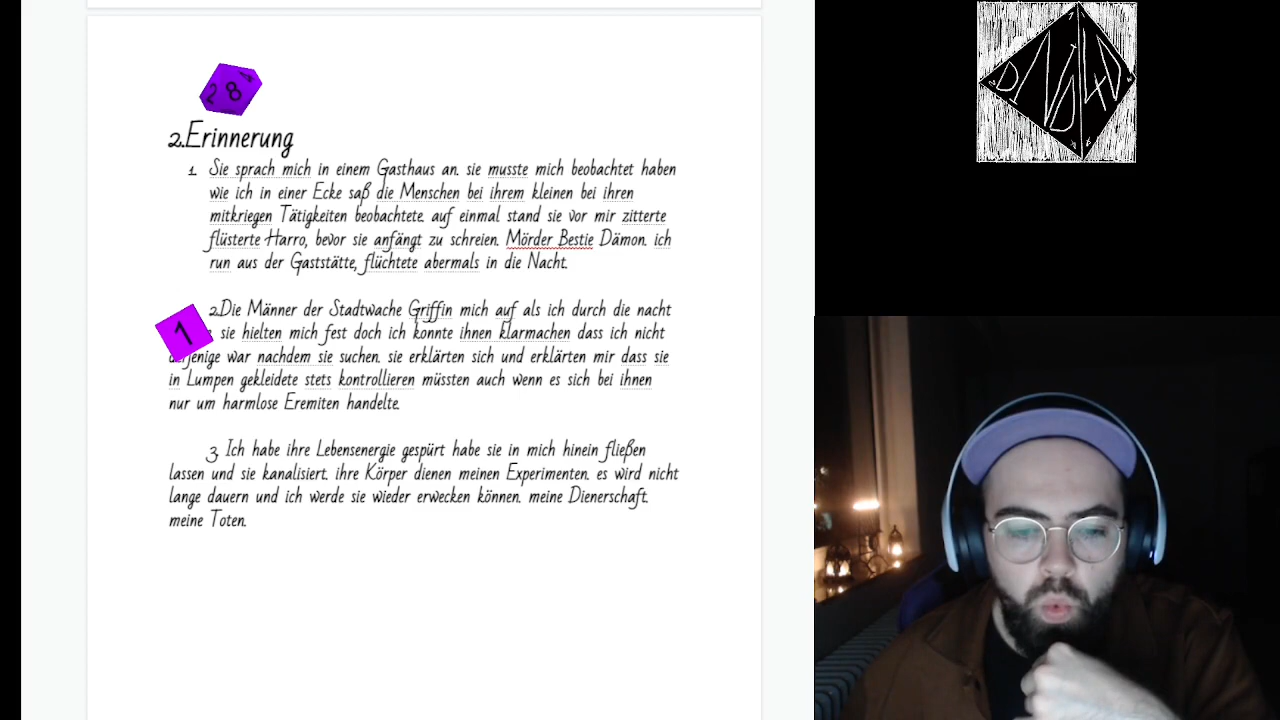 2 8 4
2.Erinnerung
1. Sie sprach mich in einem Gasthaus an. sie musste mich beobachtet haben
wie ich in einer Ecke saß die Menschen bei ihrem kleinen bei ihren
mitkriegen Tätigkeiten beobachtete. auf einmal stand sie vor mir zitterte
flüsterte Harro, bevor sie anfängt zu schreien. Mörder Bestie Dämon. ich
run aus der Gaststätte, flüchtete abermals in die Nacht.
2.Die Männer der Stadtwache Griffin mich auf als ich durch die nacht
1 sie hielten mich fest doch ich konnte ihnen klarmachen dass ich nicht
derjenige war nachdem sie suchen. sie erklärten sich und erklärten mir dass sie
in Lumpen gekleidete stets kontrollieren müssten auch wenn es sich bei ihnen
nur um harmlose Eremiten handelte.
3. Ich habe ihre Lebensenergie gespürt habe sie in mich hinein fließen
lassen und sie kanalisiert. ihre Körper dienen meinen Experimenten. es wird nicht
lange dauern und ich werde sie wieder erwecken können. meine Dienerschaft.
meine Toten.